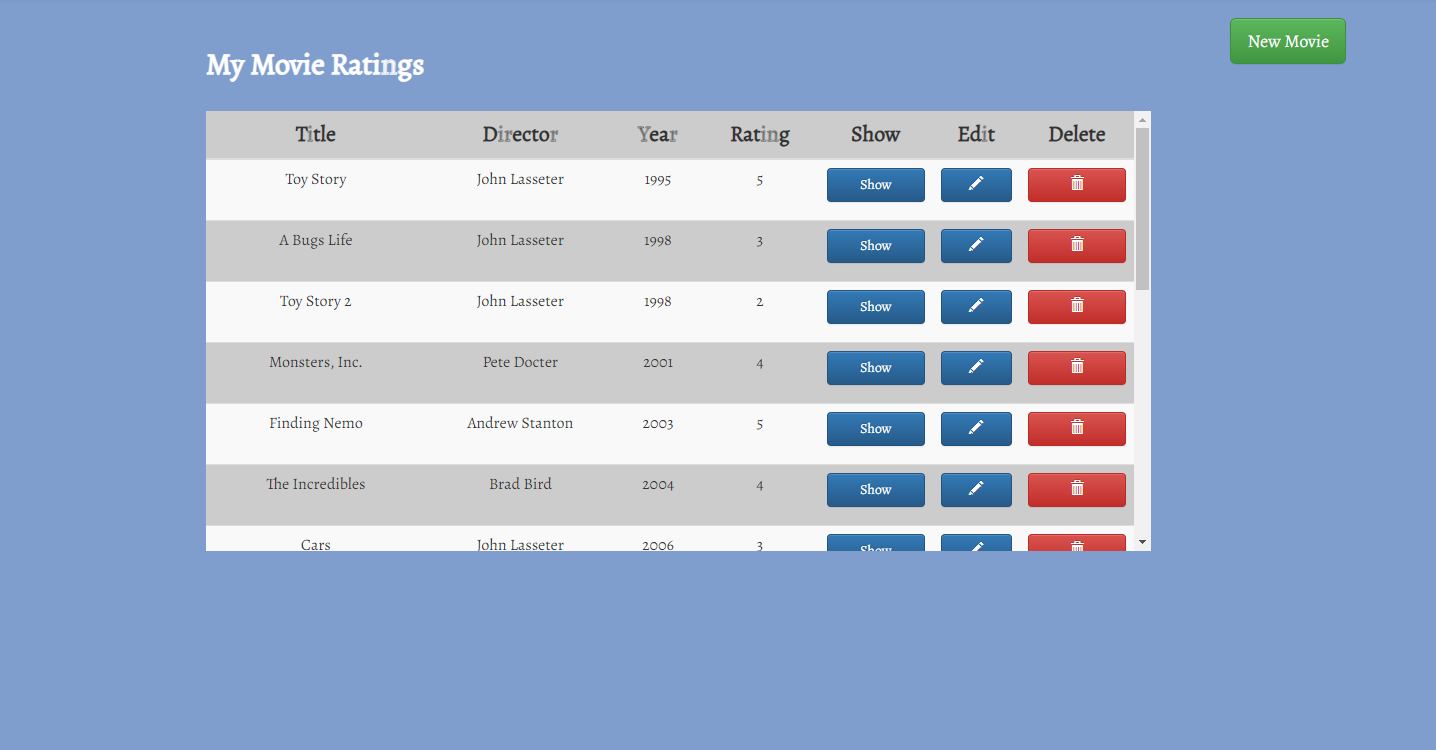 New Movie
My Movie Ratings
Title Director Year Rating Show Edit Delete
Toy Story John Lasseter 1995 5 Show
A Bugs Life John Lasseter 1998 3 Show
Toy Story 2 John Lasseter 1998 2 Show
Monsters, Inc. Pete Docter 2001 4 Show
Finding Nemo Andrew Stanton 2003 5 Show
The Incredibles Brad Bird 2004 4 Show
Cars John Lasseter 2006 3 Show